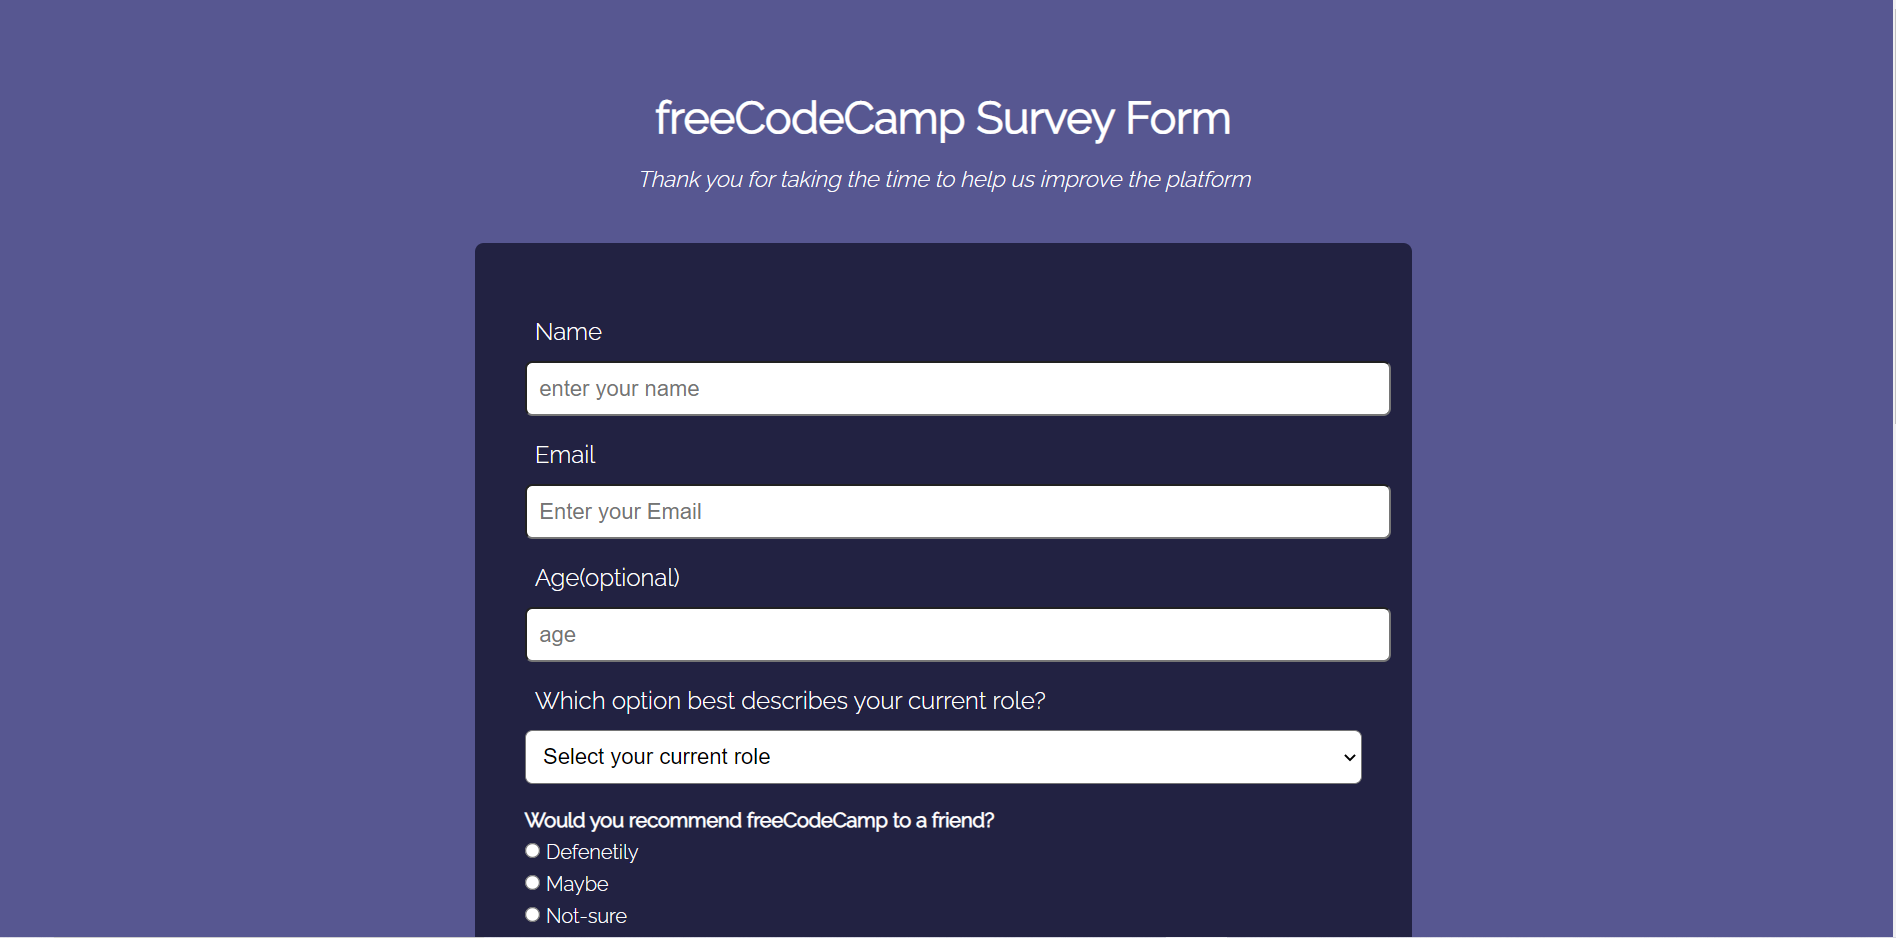 freeCodeCamp Survey Form
Thank you for taking the time to help us improve the platform
Name
enter your name
Email
Enter your Email
Age(optional)
age
Which option best describes your current role?
Select your current role
Would you recommend freeCodeCamp to a friend?
Defenetily
Maybe
Not-sure